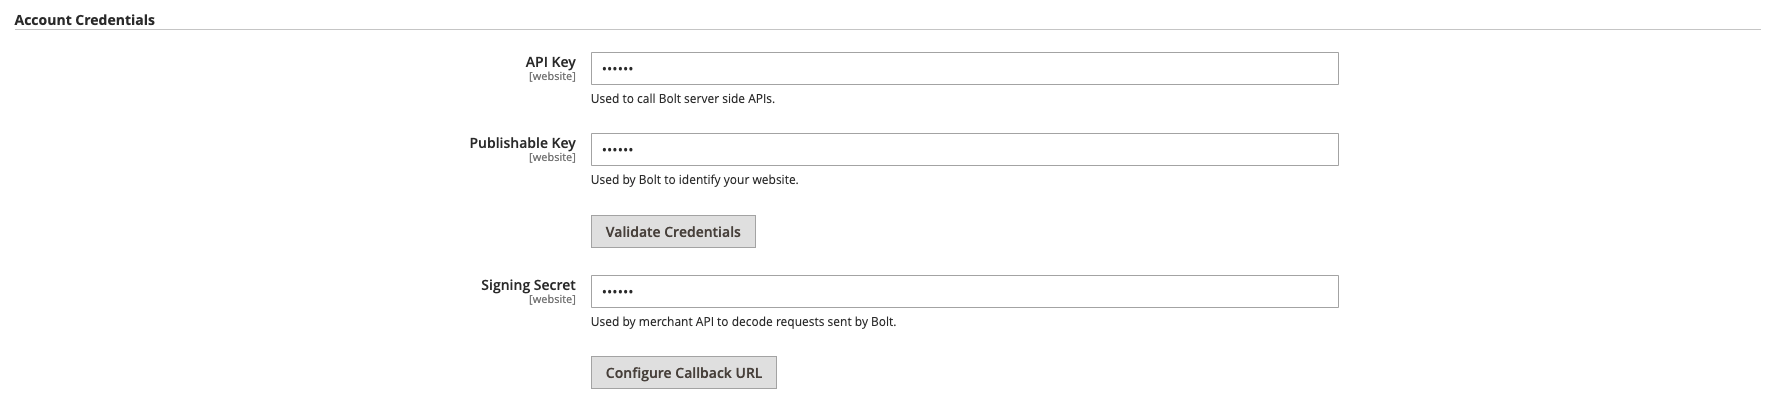 Account Credentials
API Key
[website]
••••••
Used to call Bolt server side APIs.
Publishable Key
[website]
••••••
Used by Bolt to identify your website.
Validate Credentials
Signing Secret
[website]
••••••
Used by merchant API to decode requests sent by Bolt.
Configure Callback URL